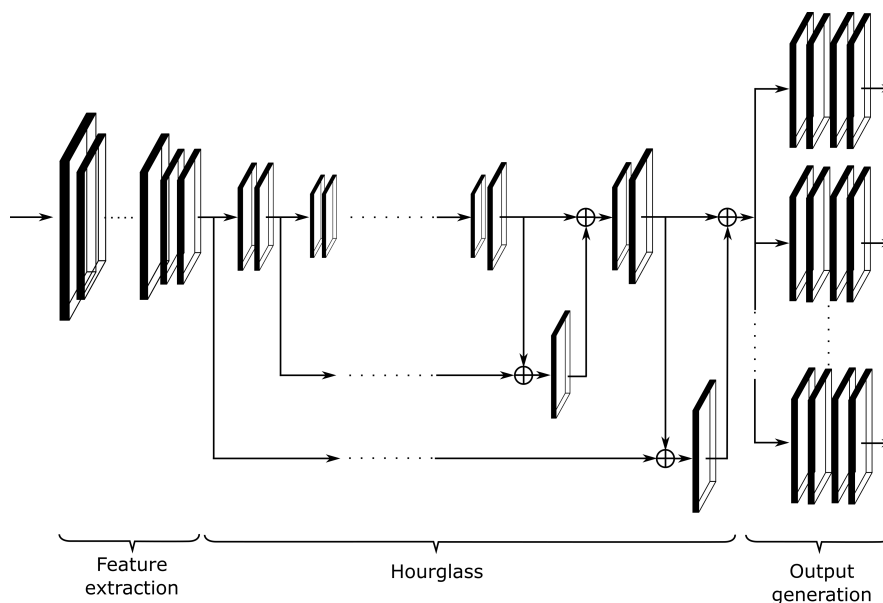 Feature
extraction
Hourglass
Output
generation